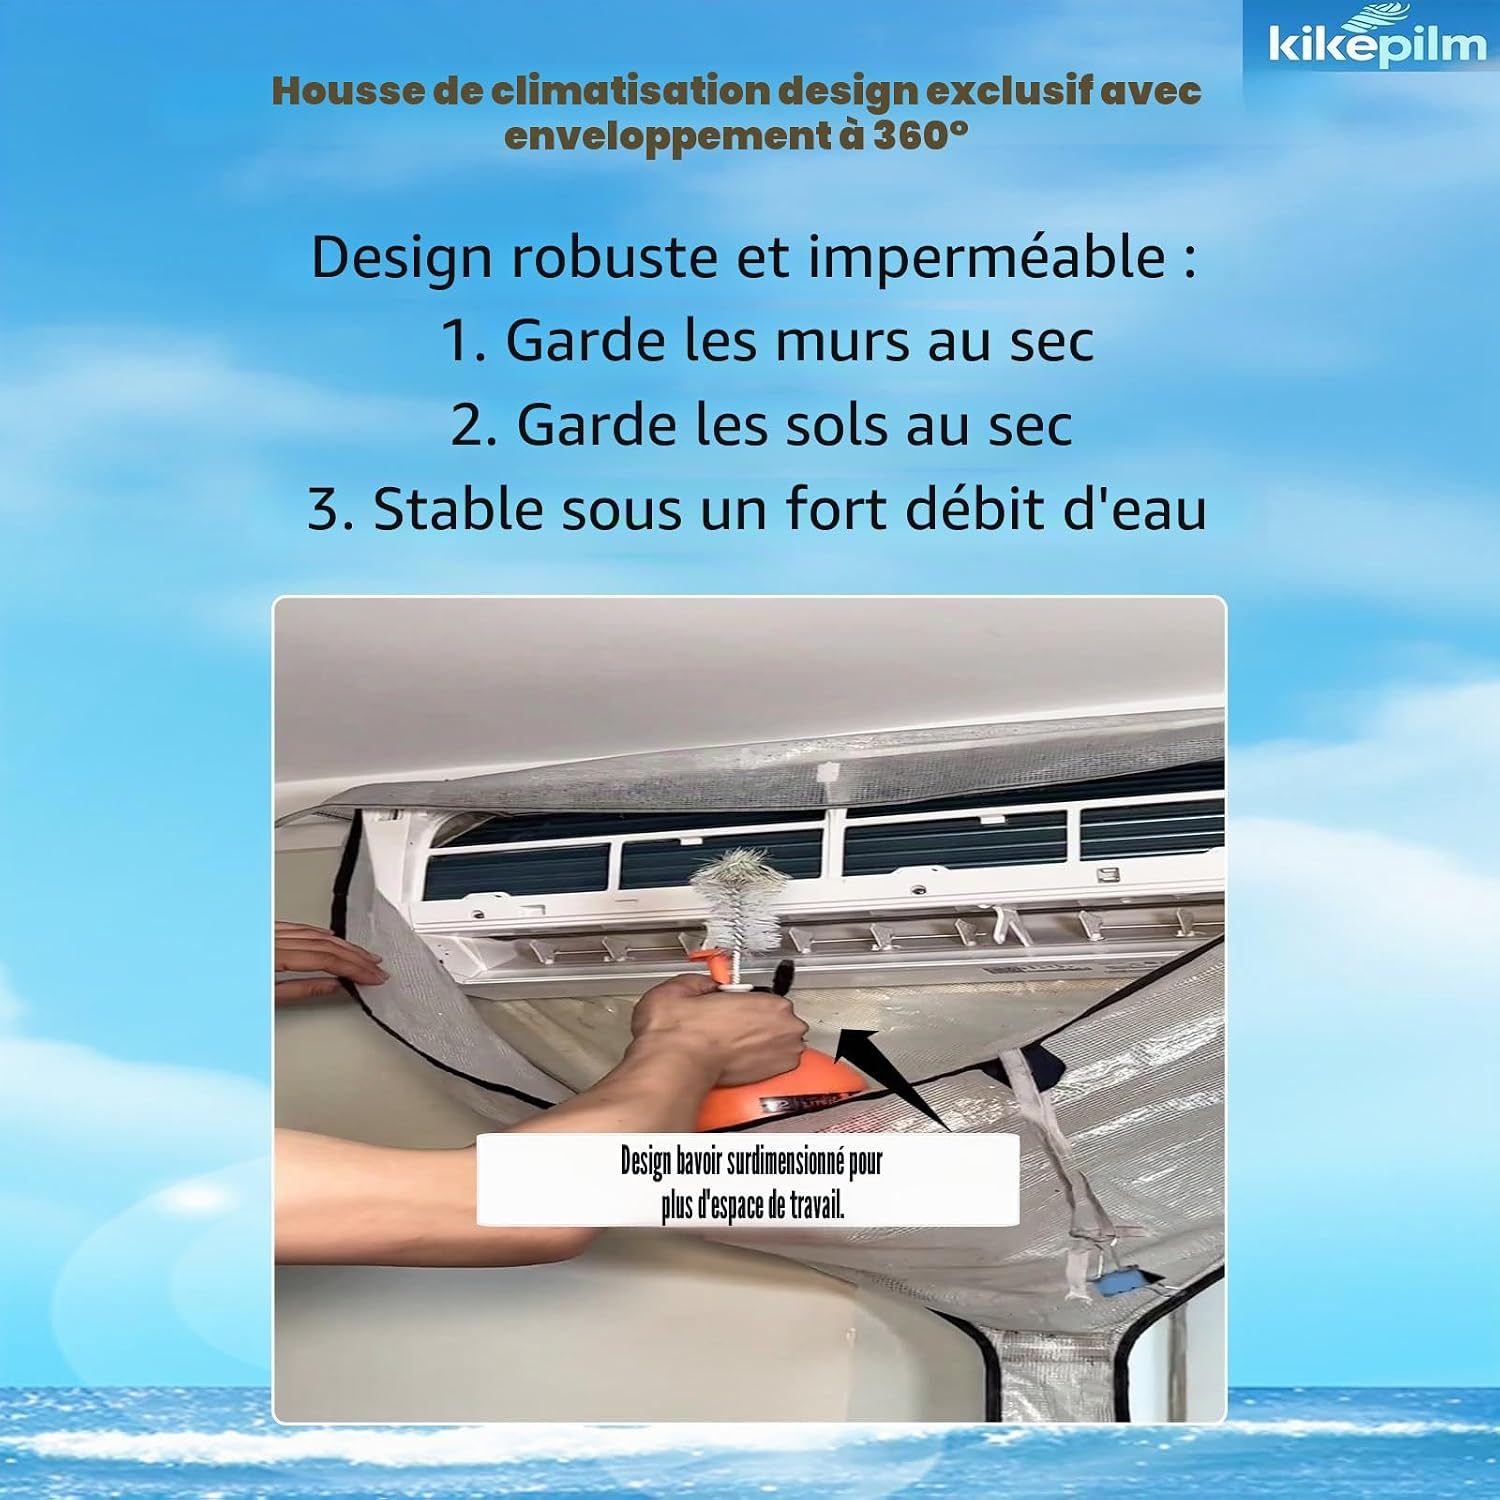 kikepilm
Housse de climatisation design exclusif avec
enveloppement à 360°
Design robuste et imperméable :
1. Garde les murs au sec
2. Garde les sols au sec
3. Stable sous un fort débit d'eau
Design bavoir surdimensionné pour
plus d'espace de travail.